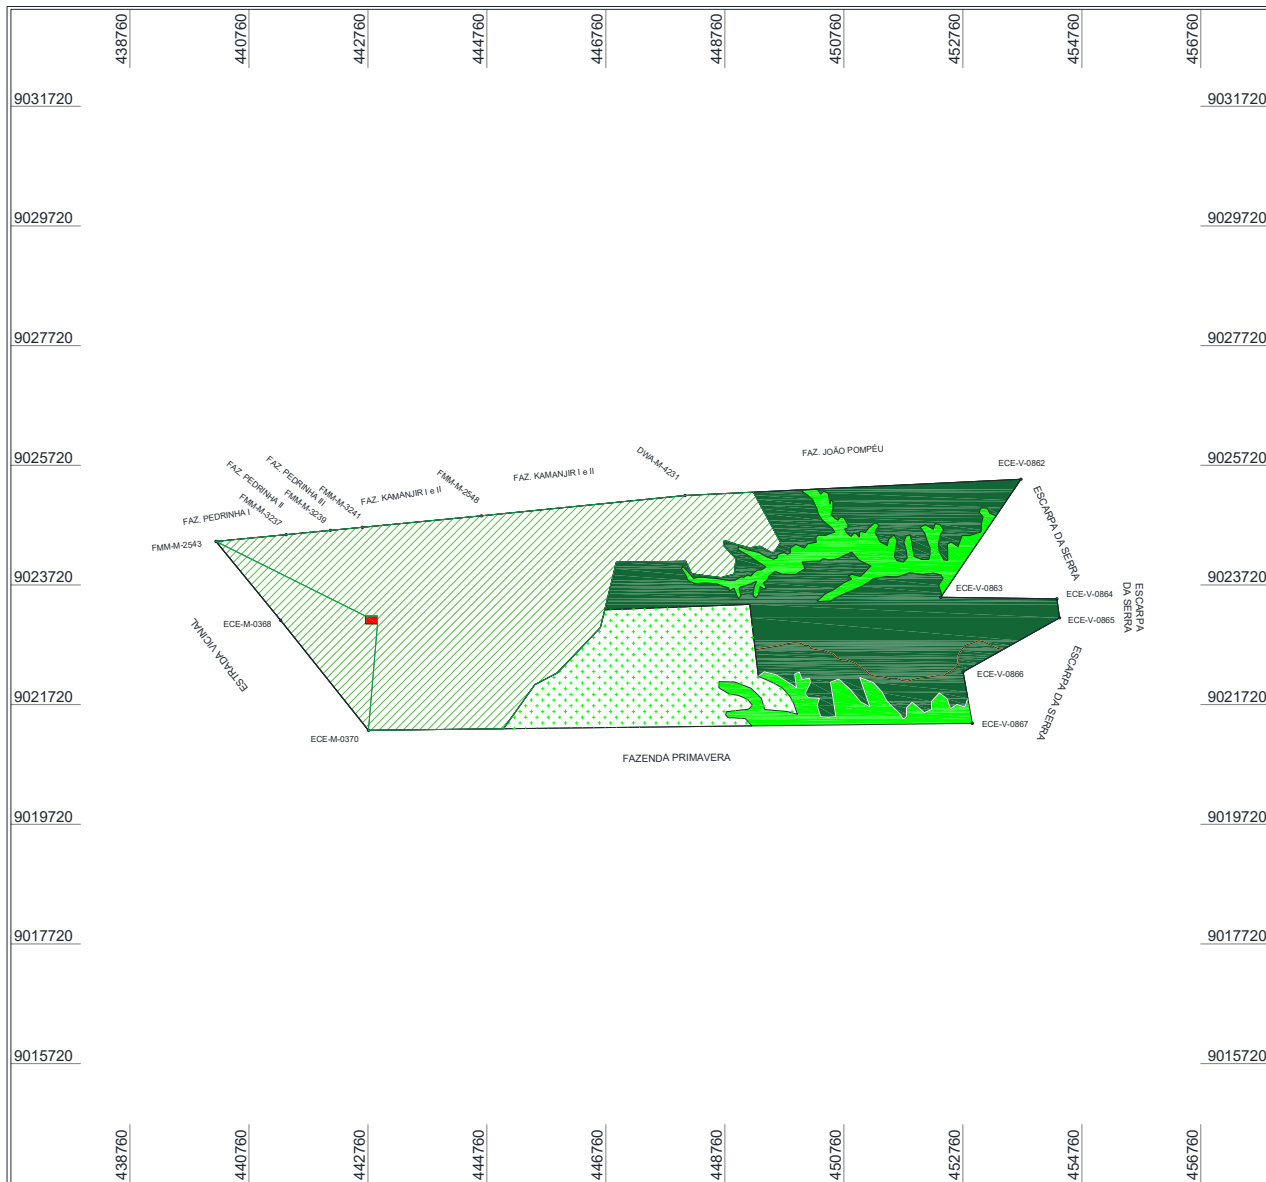 438760
440760
442760
444760
446760
448760
450760
452760
454760
456760
9031720
9031720
9029720
9029720
9027720
9027720
9025720
9025720
FAZ. JOÃO POMPÉU
ECE-V-0862
DWA-M-4231
FAZ. KAMANJIR I e II
FMM-M-2548
FAZ. KAMANJIR I e II
FMM-M-3241
FAZ. PEDRINHA III
FMM-M-3239
FAZ. PEDRINHA II
FMM-M-3237
FAZ. PEDRINHA I
FMM-M-2543
ESCARPA DA SERRA
9023720
9023720
ECE-V-0863
ECE-V-0864
ESCARPA
DA SERRA
ECE-V-0865
ECE-M-0368
ESTRADA VICINAL
ECE-V-0866
ESCARPA DA SERRA
9021720
9021720
ECE-V-0867
ECE-M-0370
FAZENDA PRIMAVERA
9019720
9019720
9017720
9017720
9015720
9015720
438760
440760
442760
444760
446760
448760
450760
452760
454760
456760